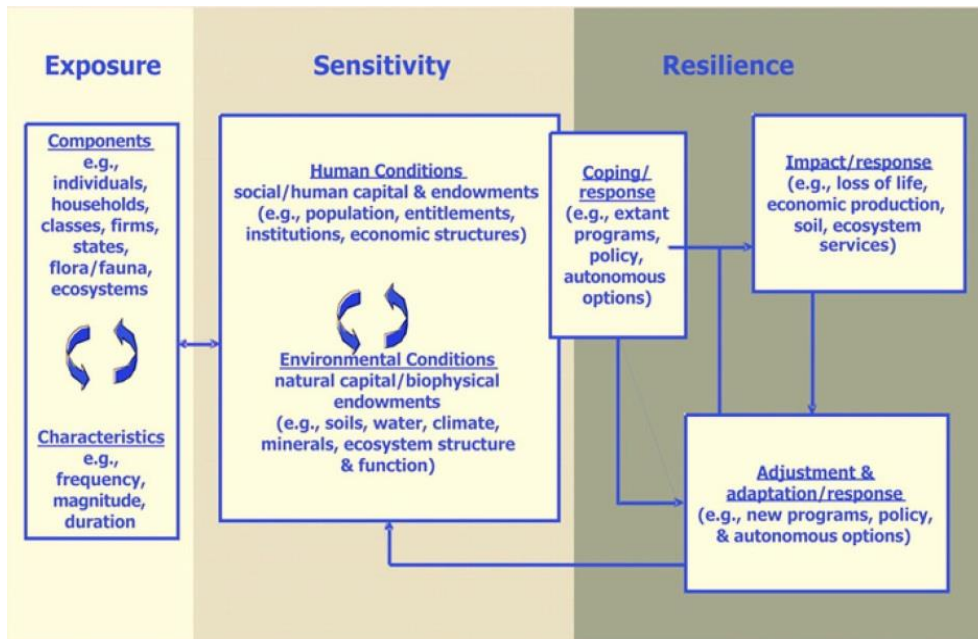 Exposure
Sensitivity
Resilience
Components
e.g.,
individuals,
households,
classes, firms,
states,
flora/fauna,
ecosystems
Characteristics
e.g.,
frequency,
magnitude,
duration
Human Conditions
social/human capital & endowments
(e.g., population, entitlements,
institutions, economic structures)
Environmental Conditions
natural capital/biophysical
endowments
(e.g., soils, water, climate,
minerals, ecosystem structure
& function)
Coping/
response
(e.g., extant
programs,
policy,
autonomous
options)
Impact/response
(e.g., loss of life,
economic production,
soil, ecosystem
services)
Adjustment &
adaptation/response
(e.g., new programs, policy,
& autonomous options)